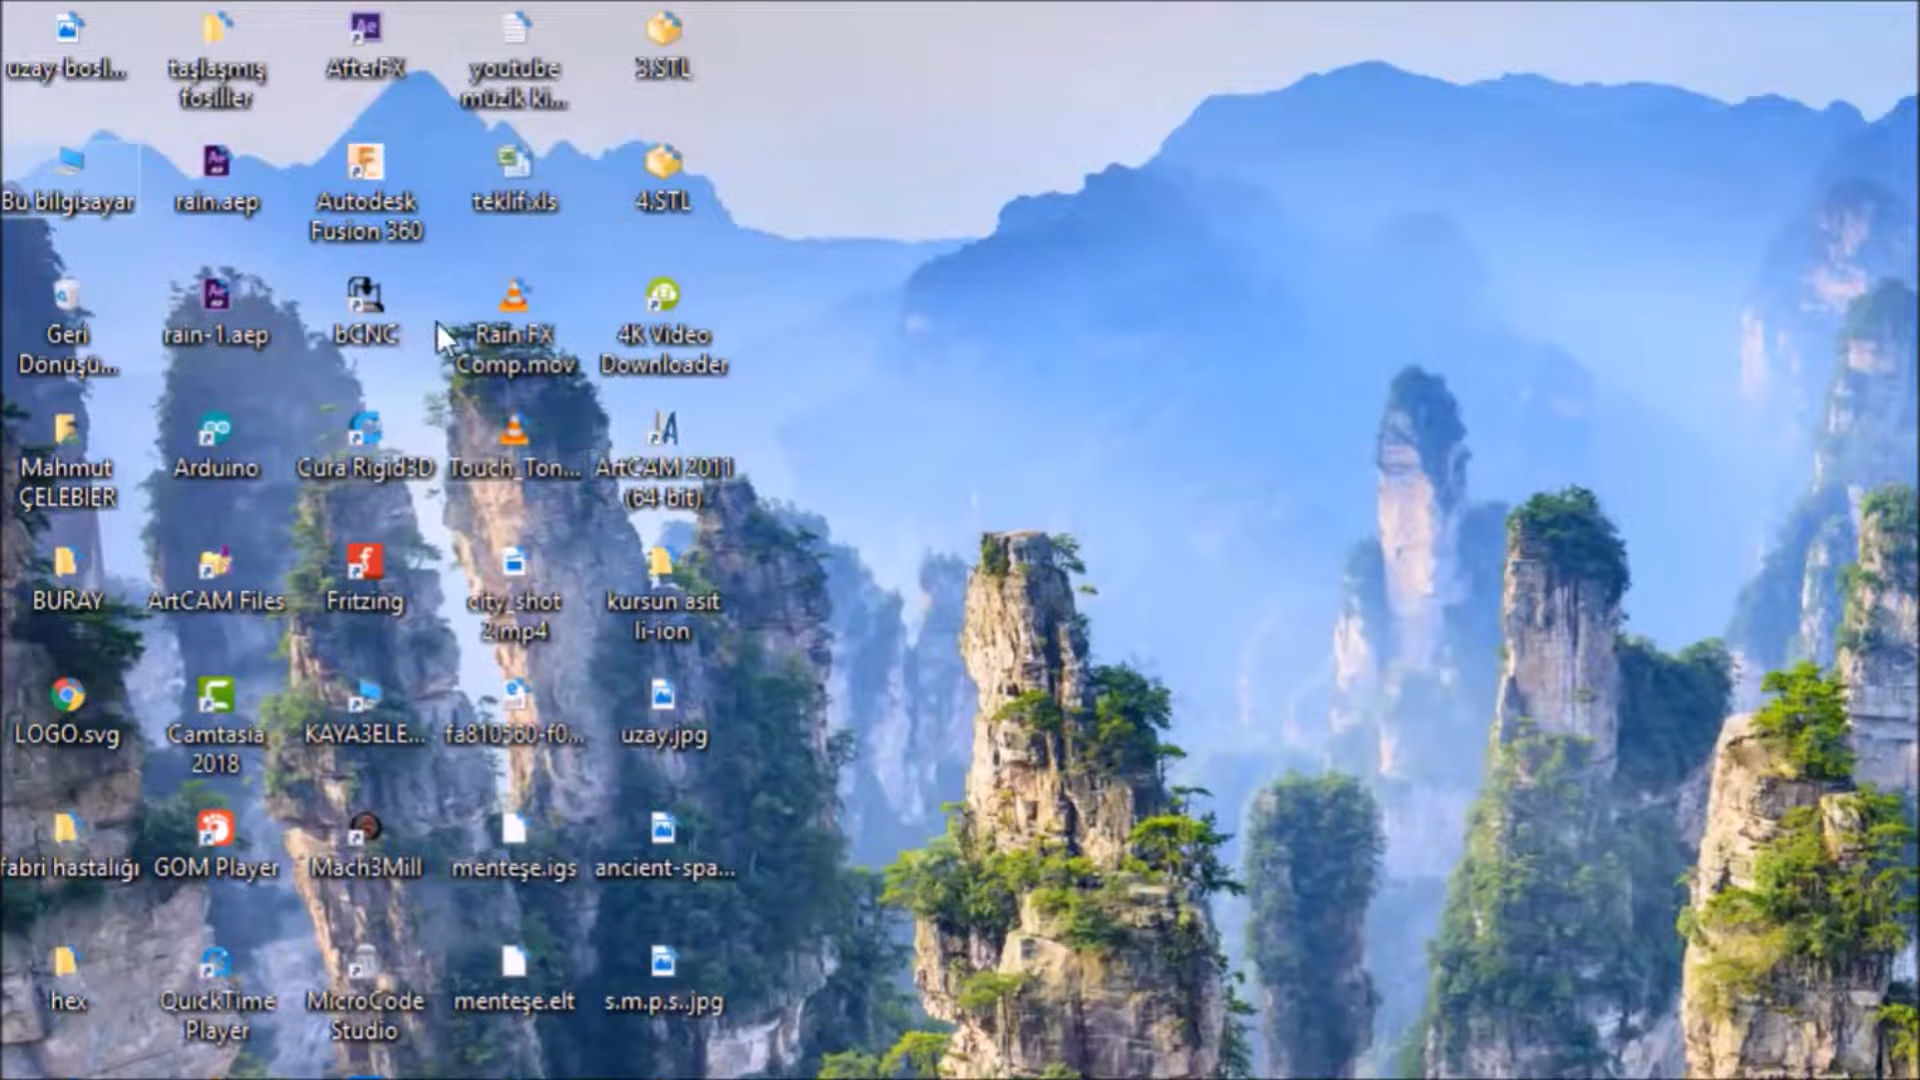 uzay-bosl...
taşlaşmış
fosiller
AfterFX
youtube
müzik ki...
3.STL
Bu bilgisayar
rain.aep
Autodesk
Fusion 360
teklif.xls
4.STL
Geri
Dönüşü...
rain-1.aep
bCNC
Rain FX
Comp.mov
4K Video
Downloader
Mahmut
ÇELEBİER
Arduino
Cura Rigid3D
Touch_Ton...
ArtCAM 2011
(64-bit)
BURAY
ArtCAM Files
Fritzing
city_shot
2.mp4
kursun asit
li-ion
LOGO.svg
Camtasia
2018
KAYA3ELE...
fa810560-f0...
uzay.jpg
fabri hastalığı
GOM Player
Mach3Mill
menteşe.igs
ancient-spa...
hex
QuickTime
Player
MicroCode
Studio
menteşe.elt
s.m.p.s..jpg